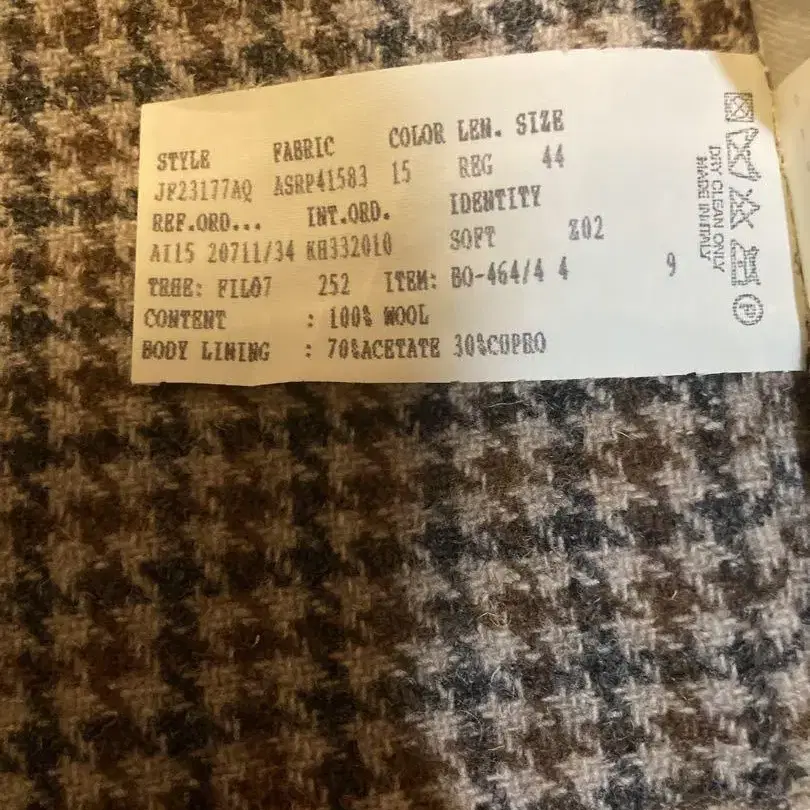 STYLE FABRIC COLOR LEN. SIZE
JP23177AQ ASRP41583 15 REG 44
REF.ORD... INT.ORD. IDENTITY
AI15 20711/34 KH332010 SOFT Z02
FIL07 252 ITEM: BO-464/4 4 9
CONTENT : 100% WOOL
BODY LINING : 70%ACETATE 30%CUPRO
DRY CLEAN ONLY
MADE IN ITALY
P